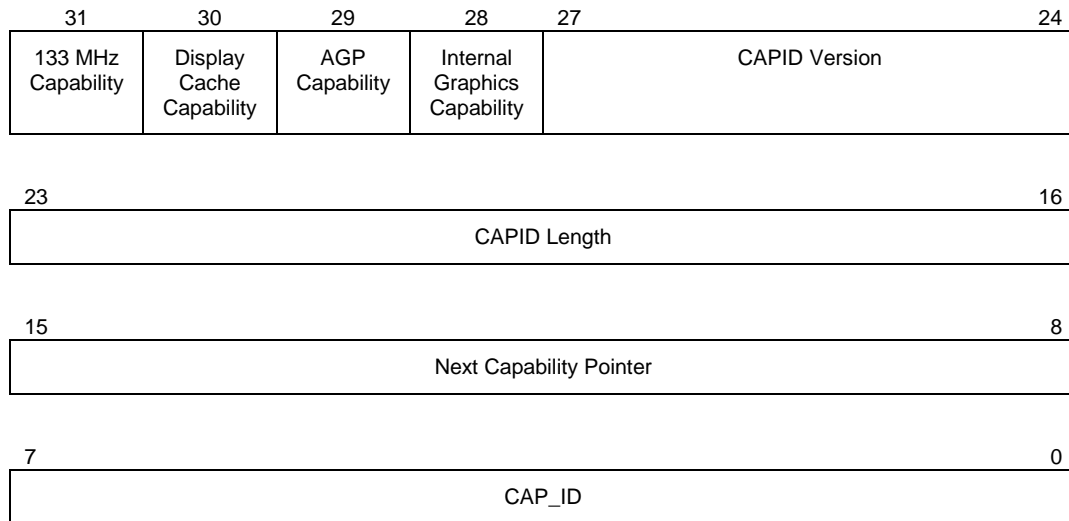 31 30 29 28 27 24
133 MHz Display AGP Internal CAPID Version
Capability Cache Capability Graphics
Capability Capability
23 16
CAPID Length
15 8
Next Capability Pointer
7 0
CAP_ID